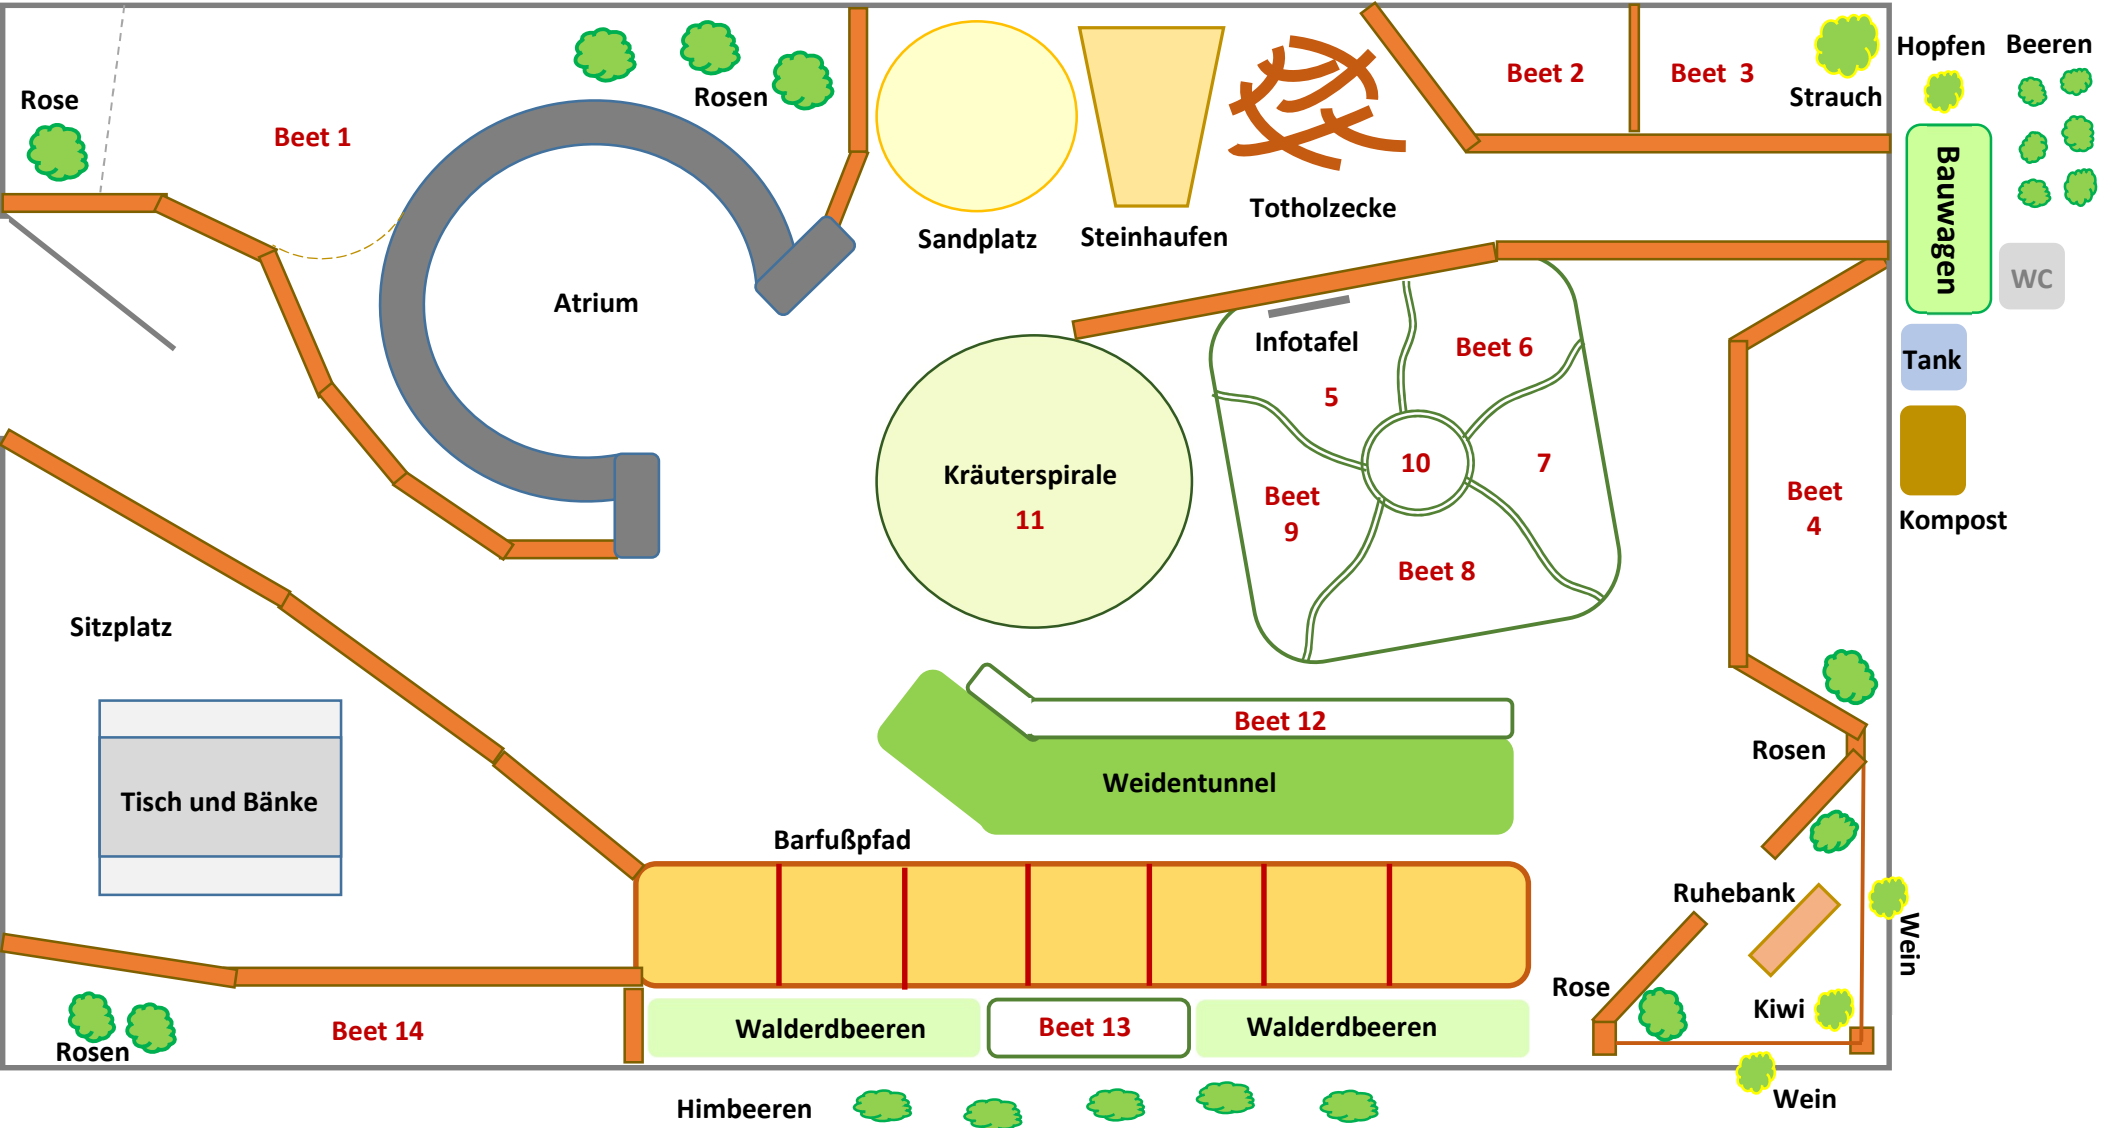 Hopfen
Beeren
Beet 2
Beet  3
Rose
Rosen
Strauch
Beet 1
Bauwagen
Totholzecke
Sandplatz
Steinhaufen
WC
Atrium
Infotafel
Beet 6
Tank
5
Kräuterspirale
11
10
7
Beet
9
Beet
4
Kompost
Beet 8
Sitzplatz
Beet 12
Rosen
Weidentunnel
Tisch und Bänke
Barfußpfad
Ruhebank
Wein
Rose
Kiwi
Beet 14
Rosen
Walderdbeeren
Beet 13
Walderdbeeren
Himbeeren
Wein